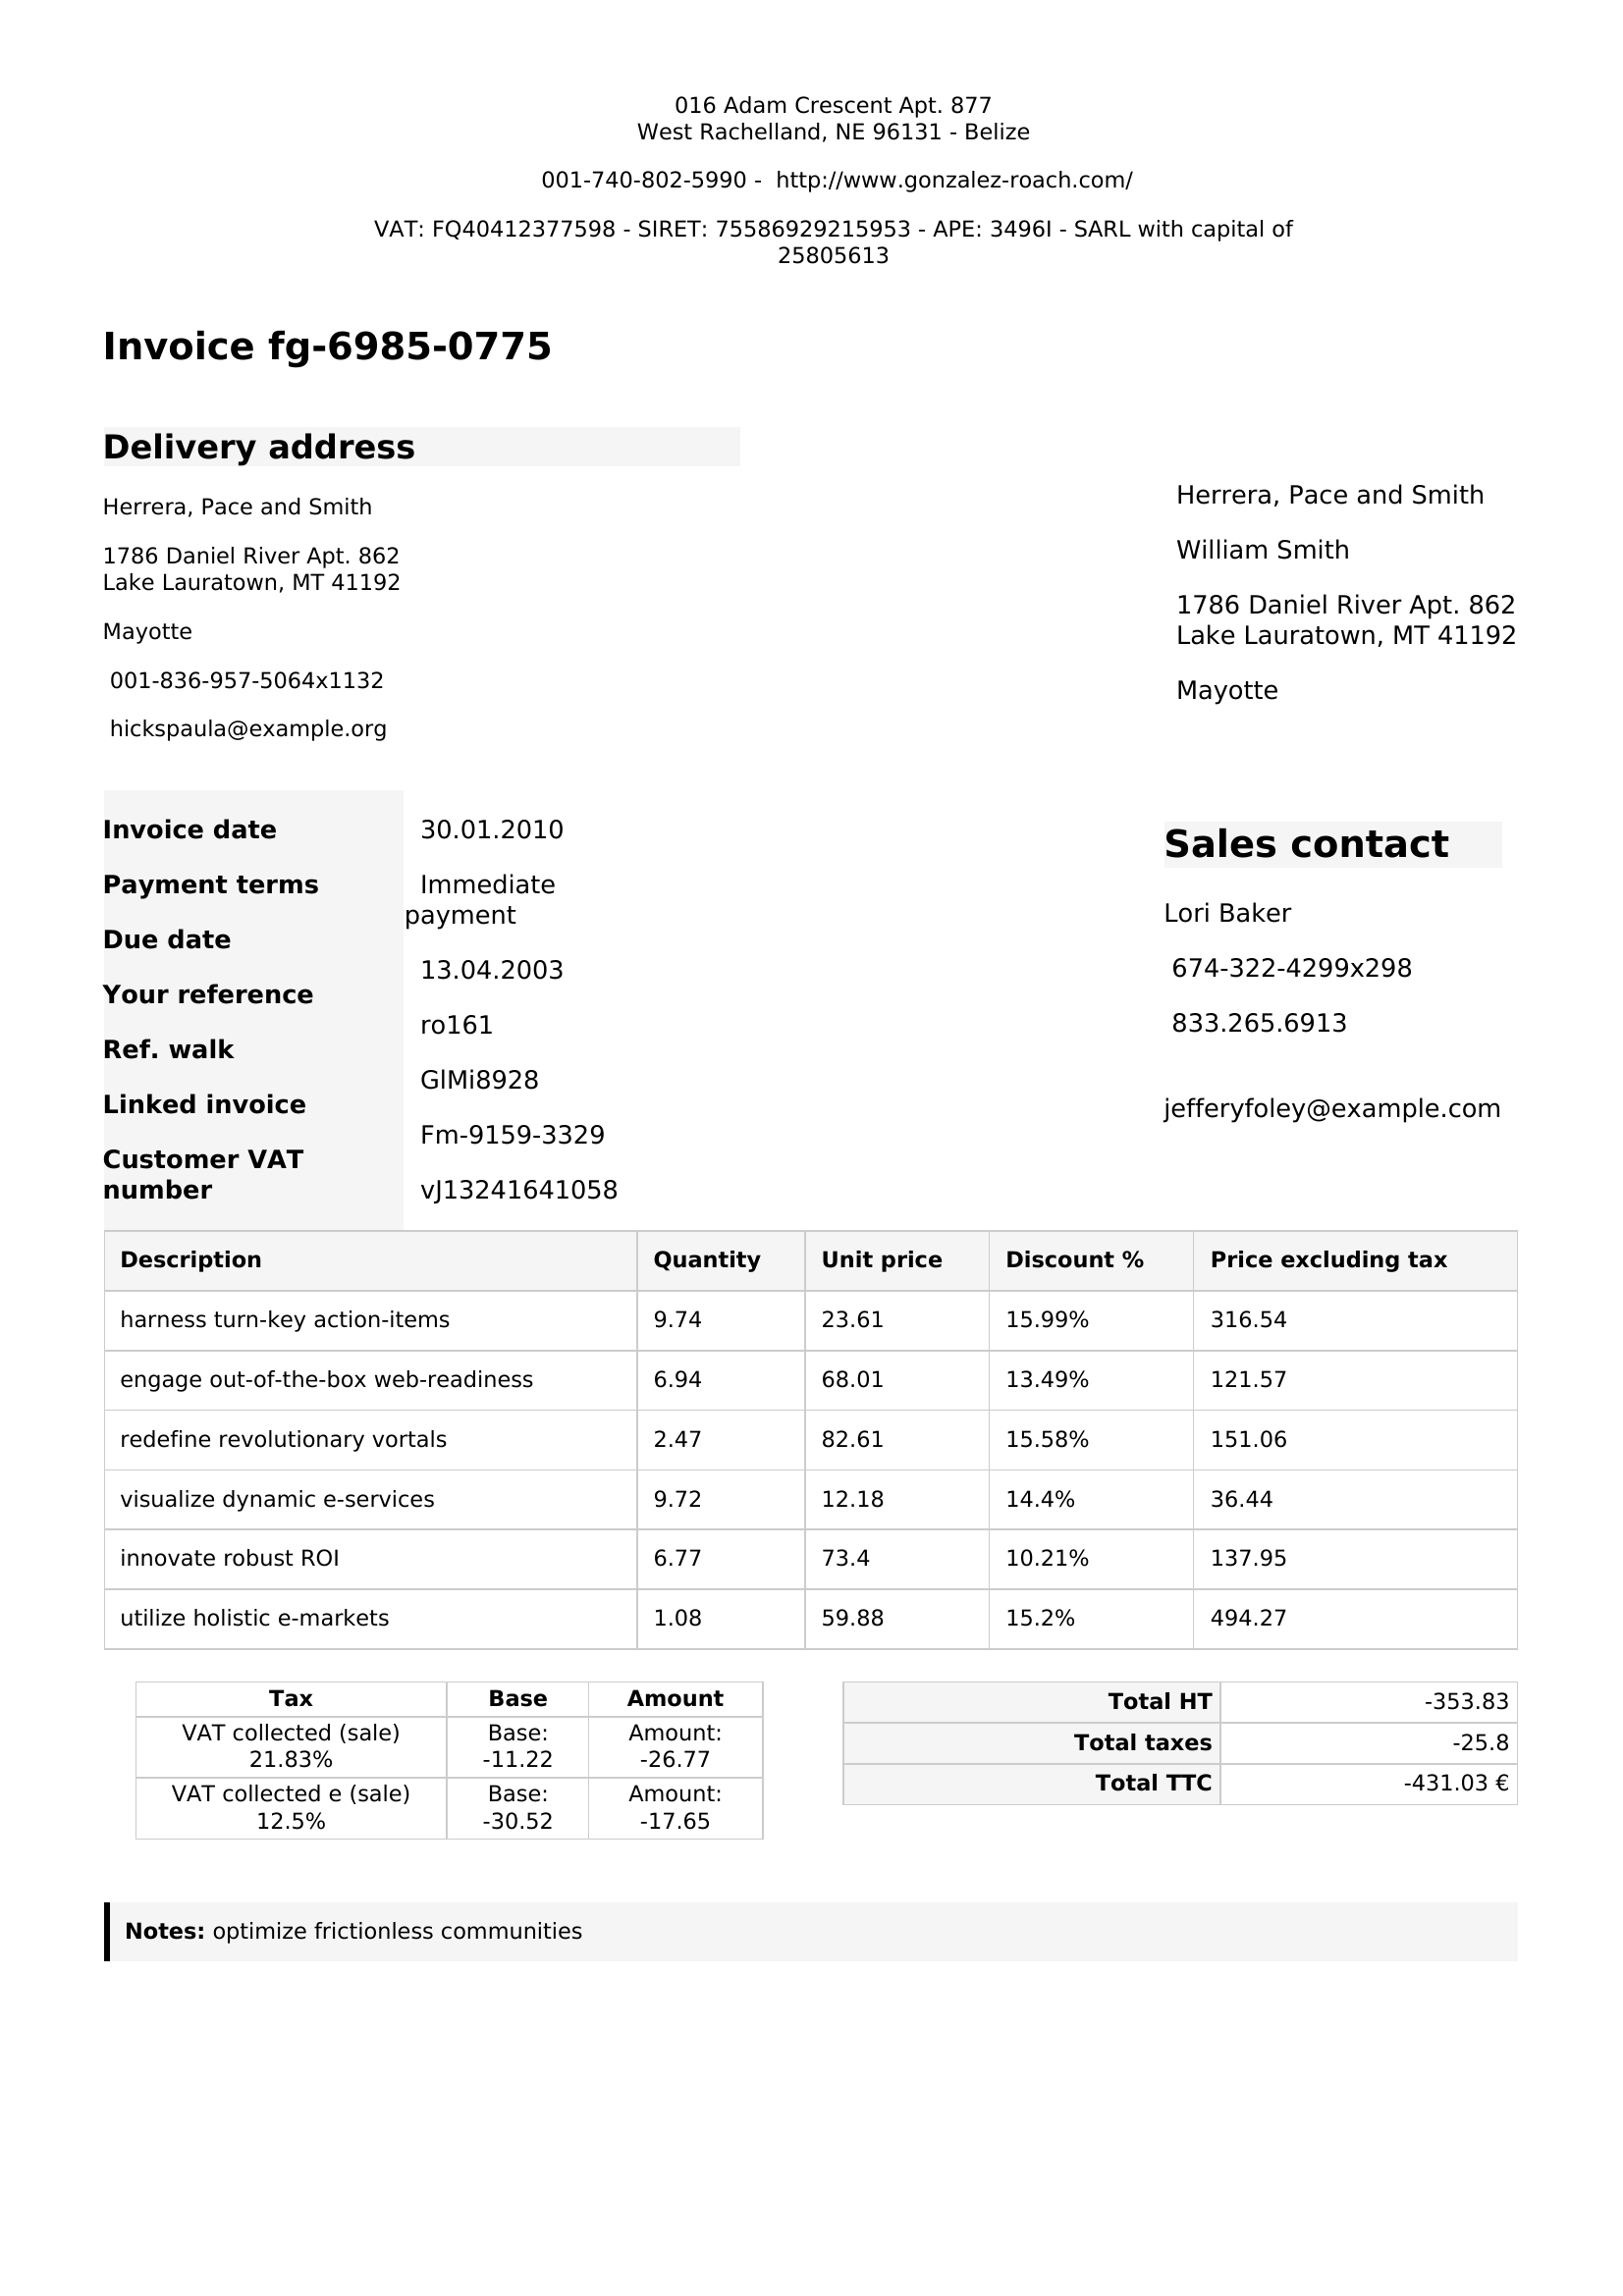 016 Adam Crescent Apt. 877
West Rachelland, NE 96131 - Belize
001-740-802-5990 -  http://www.gonzalez-roach.com/
VAT: FQ40412377598 - SIRET: 75586929215953 - APE: 3496I - SARL with capital of
25805613
Invoice fg-6985-0775
Delivery address
Herrera, Pace and Smith
1786 Daniel River Apt. 862
Lake Lauratown, MT 41192
Mayotte
001-836-957-5064x1132
hickspaula@example.org
Herrera, Pace and Smith
William Smith
1786 Daniel River Apt. 862
Lake Lauratown, MT 41192
Mayotte
Invoice date
Payment terms
Due date
Your reference
Ref. walk
Linked invoice
Customer VAT
number
30.01.2010
Immediate
payment
13.04.2003
ro161
GlMi8928
Fm-9159-3329
vJ13241641058
Sales contact
Lori Baker
674-322-4299x298
833.265.6913
jefferyfoley@example.com
Description Quantity Unit price Discount % Price excluding tax
harness turn-key action-items 9.74 23.61 15.99% 316.54
engage out-of-the-box web-readiness 6.94 68.01 13.49% 121.57
redefine revolutionary vortals 2.47 82.61 15.58% 151.06
visualize dynamic e-services 9.72 12.18 14.4% 36.44
innovate robust ROI 6.77 73.4 10.21% 137.95
utilize holistic e-markets 1.08 59.88 15.2% 494.27
Tax Base Amount
VAT collected (sale) Base: Amount:
21.83% -11.22 -26.77
VAT collected e (sale) Base: Amount:
12.5% -30.52 -17.65
Total HT -353.83
Total taxes -25.8
Total TTC -431.03 €
Notes: optimize frictionless communities